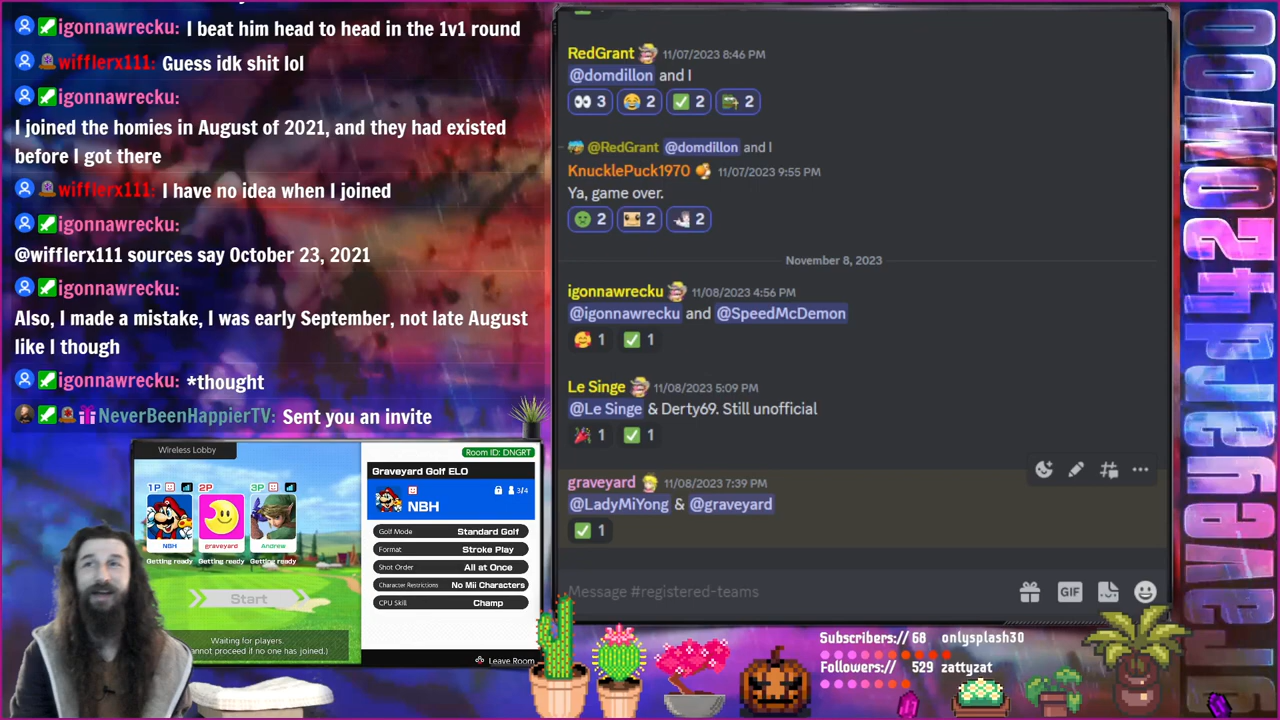 igonnawrecku: I beat him head to head in the 1v1 round
wifflerx111: Guess idk shit lol
igonnawrecku:
I joined the homies in August of 2021, and they had existed
before I got there
wifflerx111: I have no idea when I joined
igonnawrecku:
@wifflerx111 sources say October 23, 2021
igonnawrecku:
Also, I made a mistake, I was early September, not late August
like I though
igonnawrecku: *thought
NeverBeenHappierTV: Sent you an invite
RedGrant 11/07/2023 8:46 PM
@domdillon and I
3 2 2 2
@RedGrant @domdillon and I
KnucklePuck1970 11/07/2023 9:55 PM
Ya, game over.
2 2 2
November 8, 2023
igonnawrecku 11/08/2023 4:56 PM
@igonnawrecku and @SpeedMcDemon
1 1
Le Singe 11/08/2023 5:09 PM
@Le Singe & Derty69. Still unofficial
1 1
graveyard 11/08/2023 7:39 PM
@LadyMiYong & @graveyard
1
Message #registered-teams
GIF
Wireless Lobby
Room ID: DNGRT
1P 2P 3P
NBH graveyard Andrew
Getting ready Getting ready Getting ready
Start
Waiting for players.
annot proceed if no one has joined.)
Graveyard Golf ELO
NBH 3/4
Golf Mode Standard Golf
Format Stroke Play
Shot Order All at Once
Character Restrictions No Mii Characters
CPU Skill Champ
Leave Room
Subscribers:// 68 onlysplash30
Followers:// 529 zattyzat